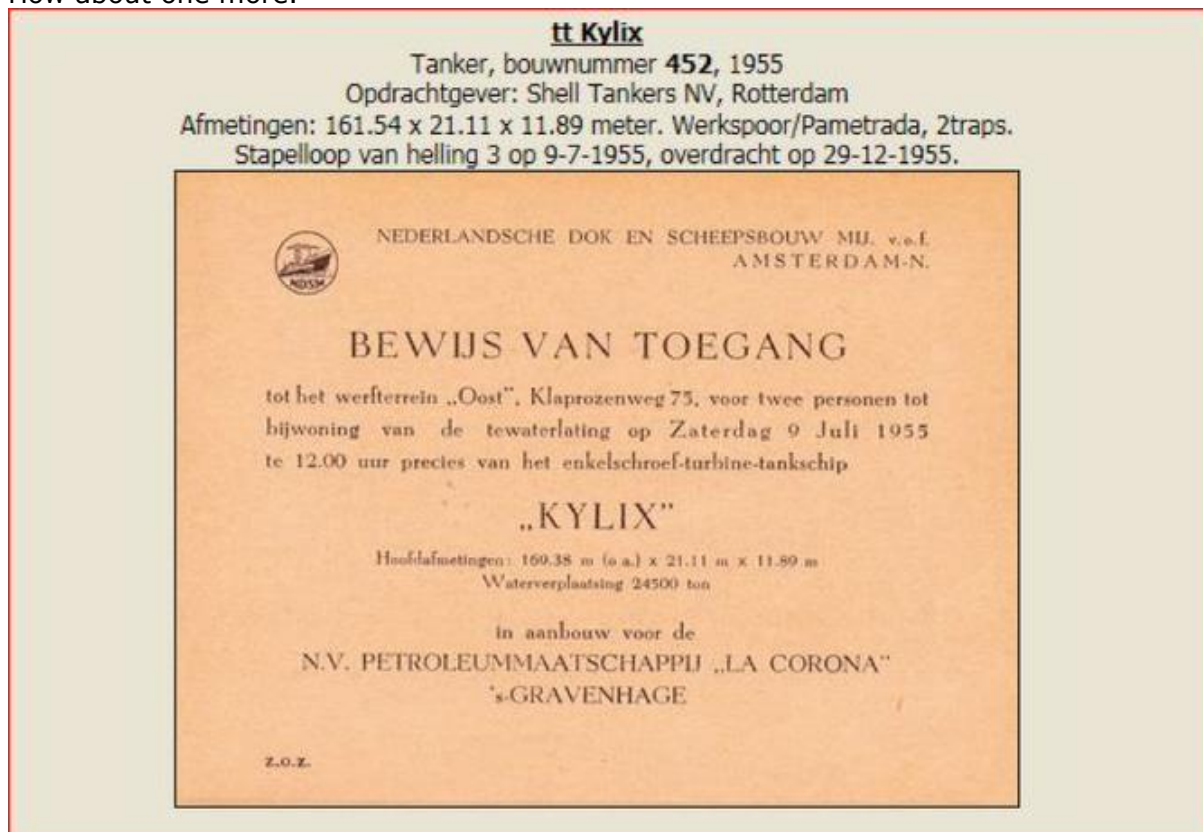 How about one more:
tt Kylix
Tanker, bouwnummer 452, 1955
Opdrachtgever: Shell Tankers NV, Rotterdam
Afmetingen: 161.54 x 21.11 x 11.89 meter. Werkspoor/Pametrada, 2traps.
Stapelloop van helling 3 op 9-7-1955, overdracht op 29-12-1955.
NDSM
NEDERLANDSCHE DOK EN SCHEEPSBOUW MIJ. v.o.f.
AMSTERDAM-N.
BEWIJS VAN TOEGANG
tot het werfterrein „Oost”, Klaprozenweg 75, voor twee personen tot
bijwoning van de tewaterlating op Zaterdag 9 Juli 1955
te 12.00 uur precies van het enkelschroef-turbine-tankschip
„KYLIX”
Hoofdafmetingen: 169.38 m (o a.) x 21.11 m x 11.89 m
Waterverplaatsing 24500 ton
in aanbouw voor de
N.V. PETROLEUMMAATSCHAPPIJ „LA CORONA”
's-GRAVENHAGE
z.o.z.